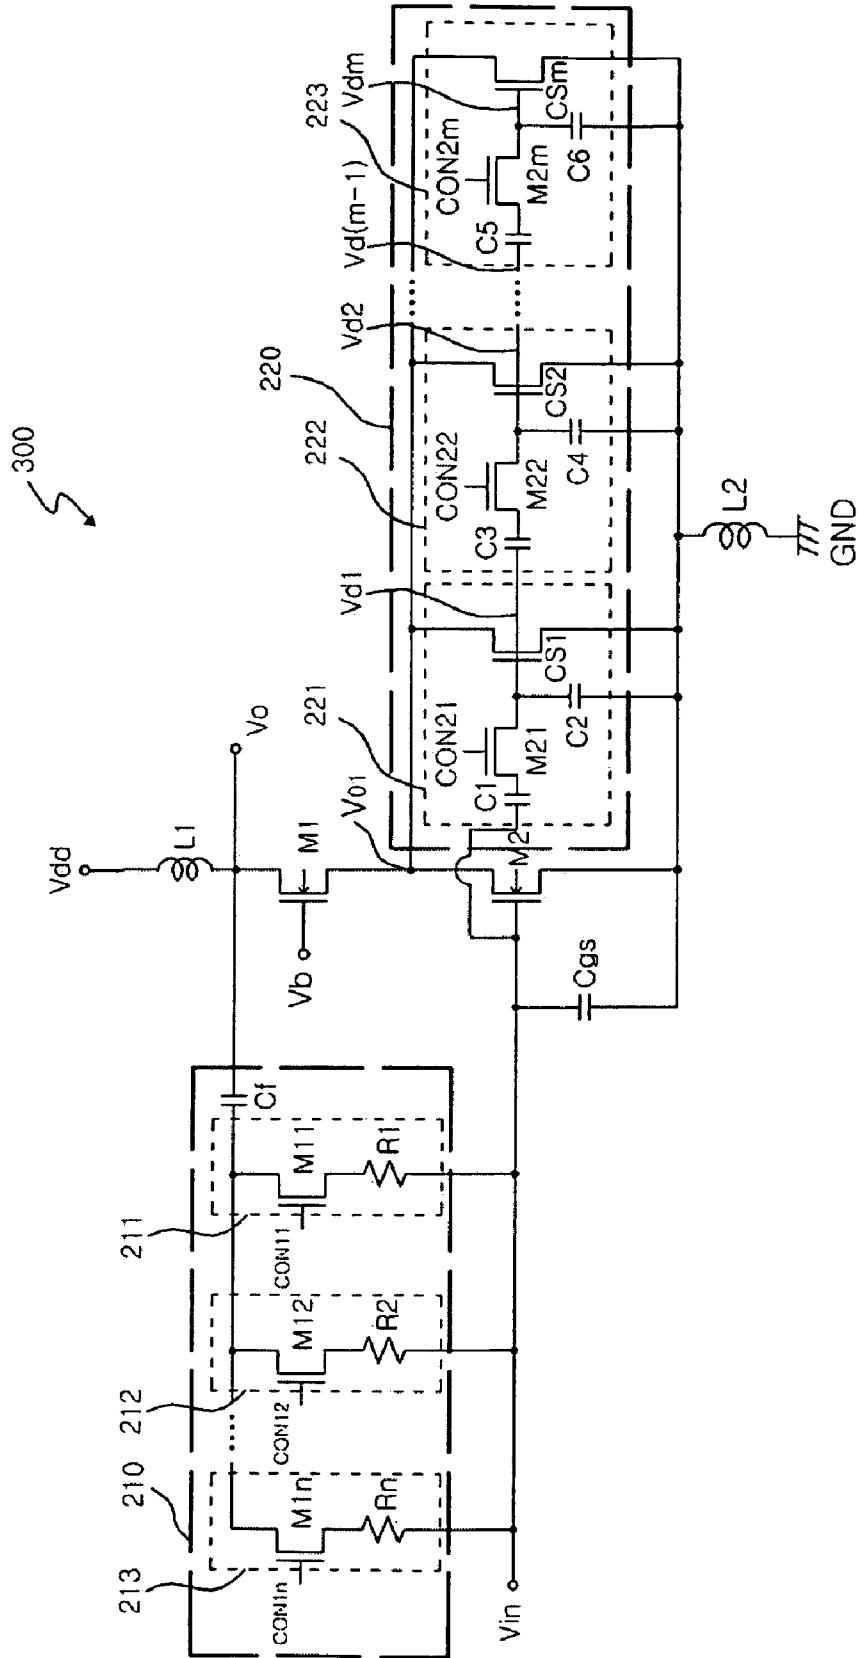 300
Vdd
L1
Vo
210
213
212
211
Cf
M1n
M12
M11
CON1n
CON12
CON11
Rn
R2
R1
Vb
M1
Vo1
M2
Vin
Cgs
220
221
222
223
Vd1
Vd2
Vd(m-1)
Vdm
CON21
CON22
CON2m
C1
M21
C3
M22
C5
M2m
C2
CS1
C4
CS2
C6
CSm
L2
GND